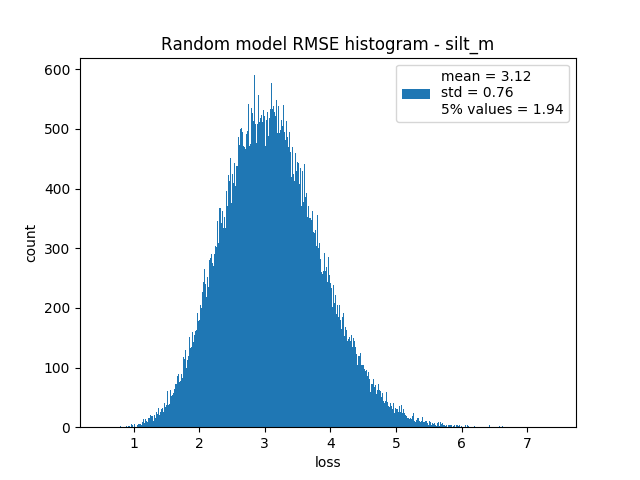 Random model RMSE histogram - silt_m
mean = 3.12
std = 0.76
5% values = 1.94
600
500
400
300
200
100
0
count
1 2 3 4 5 6 7
loss